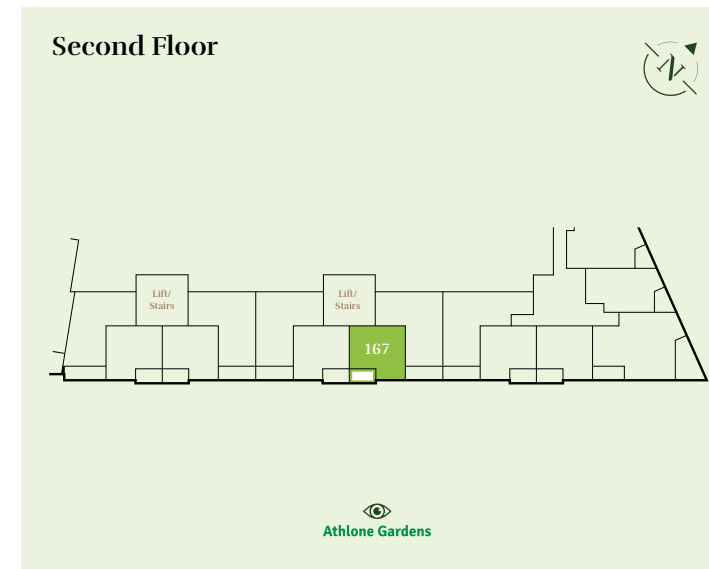 Second Floor
N
Lift/
Stairs
Lift/
Stairs
167
Athlone Gardens